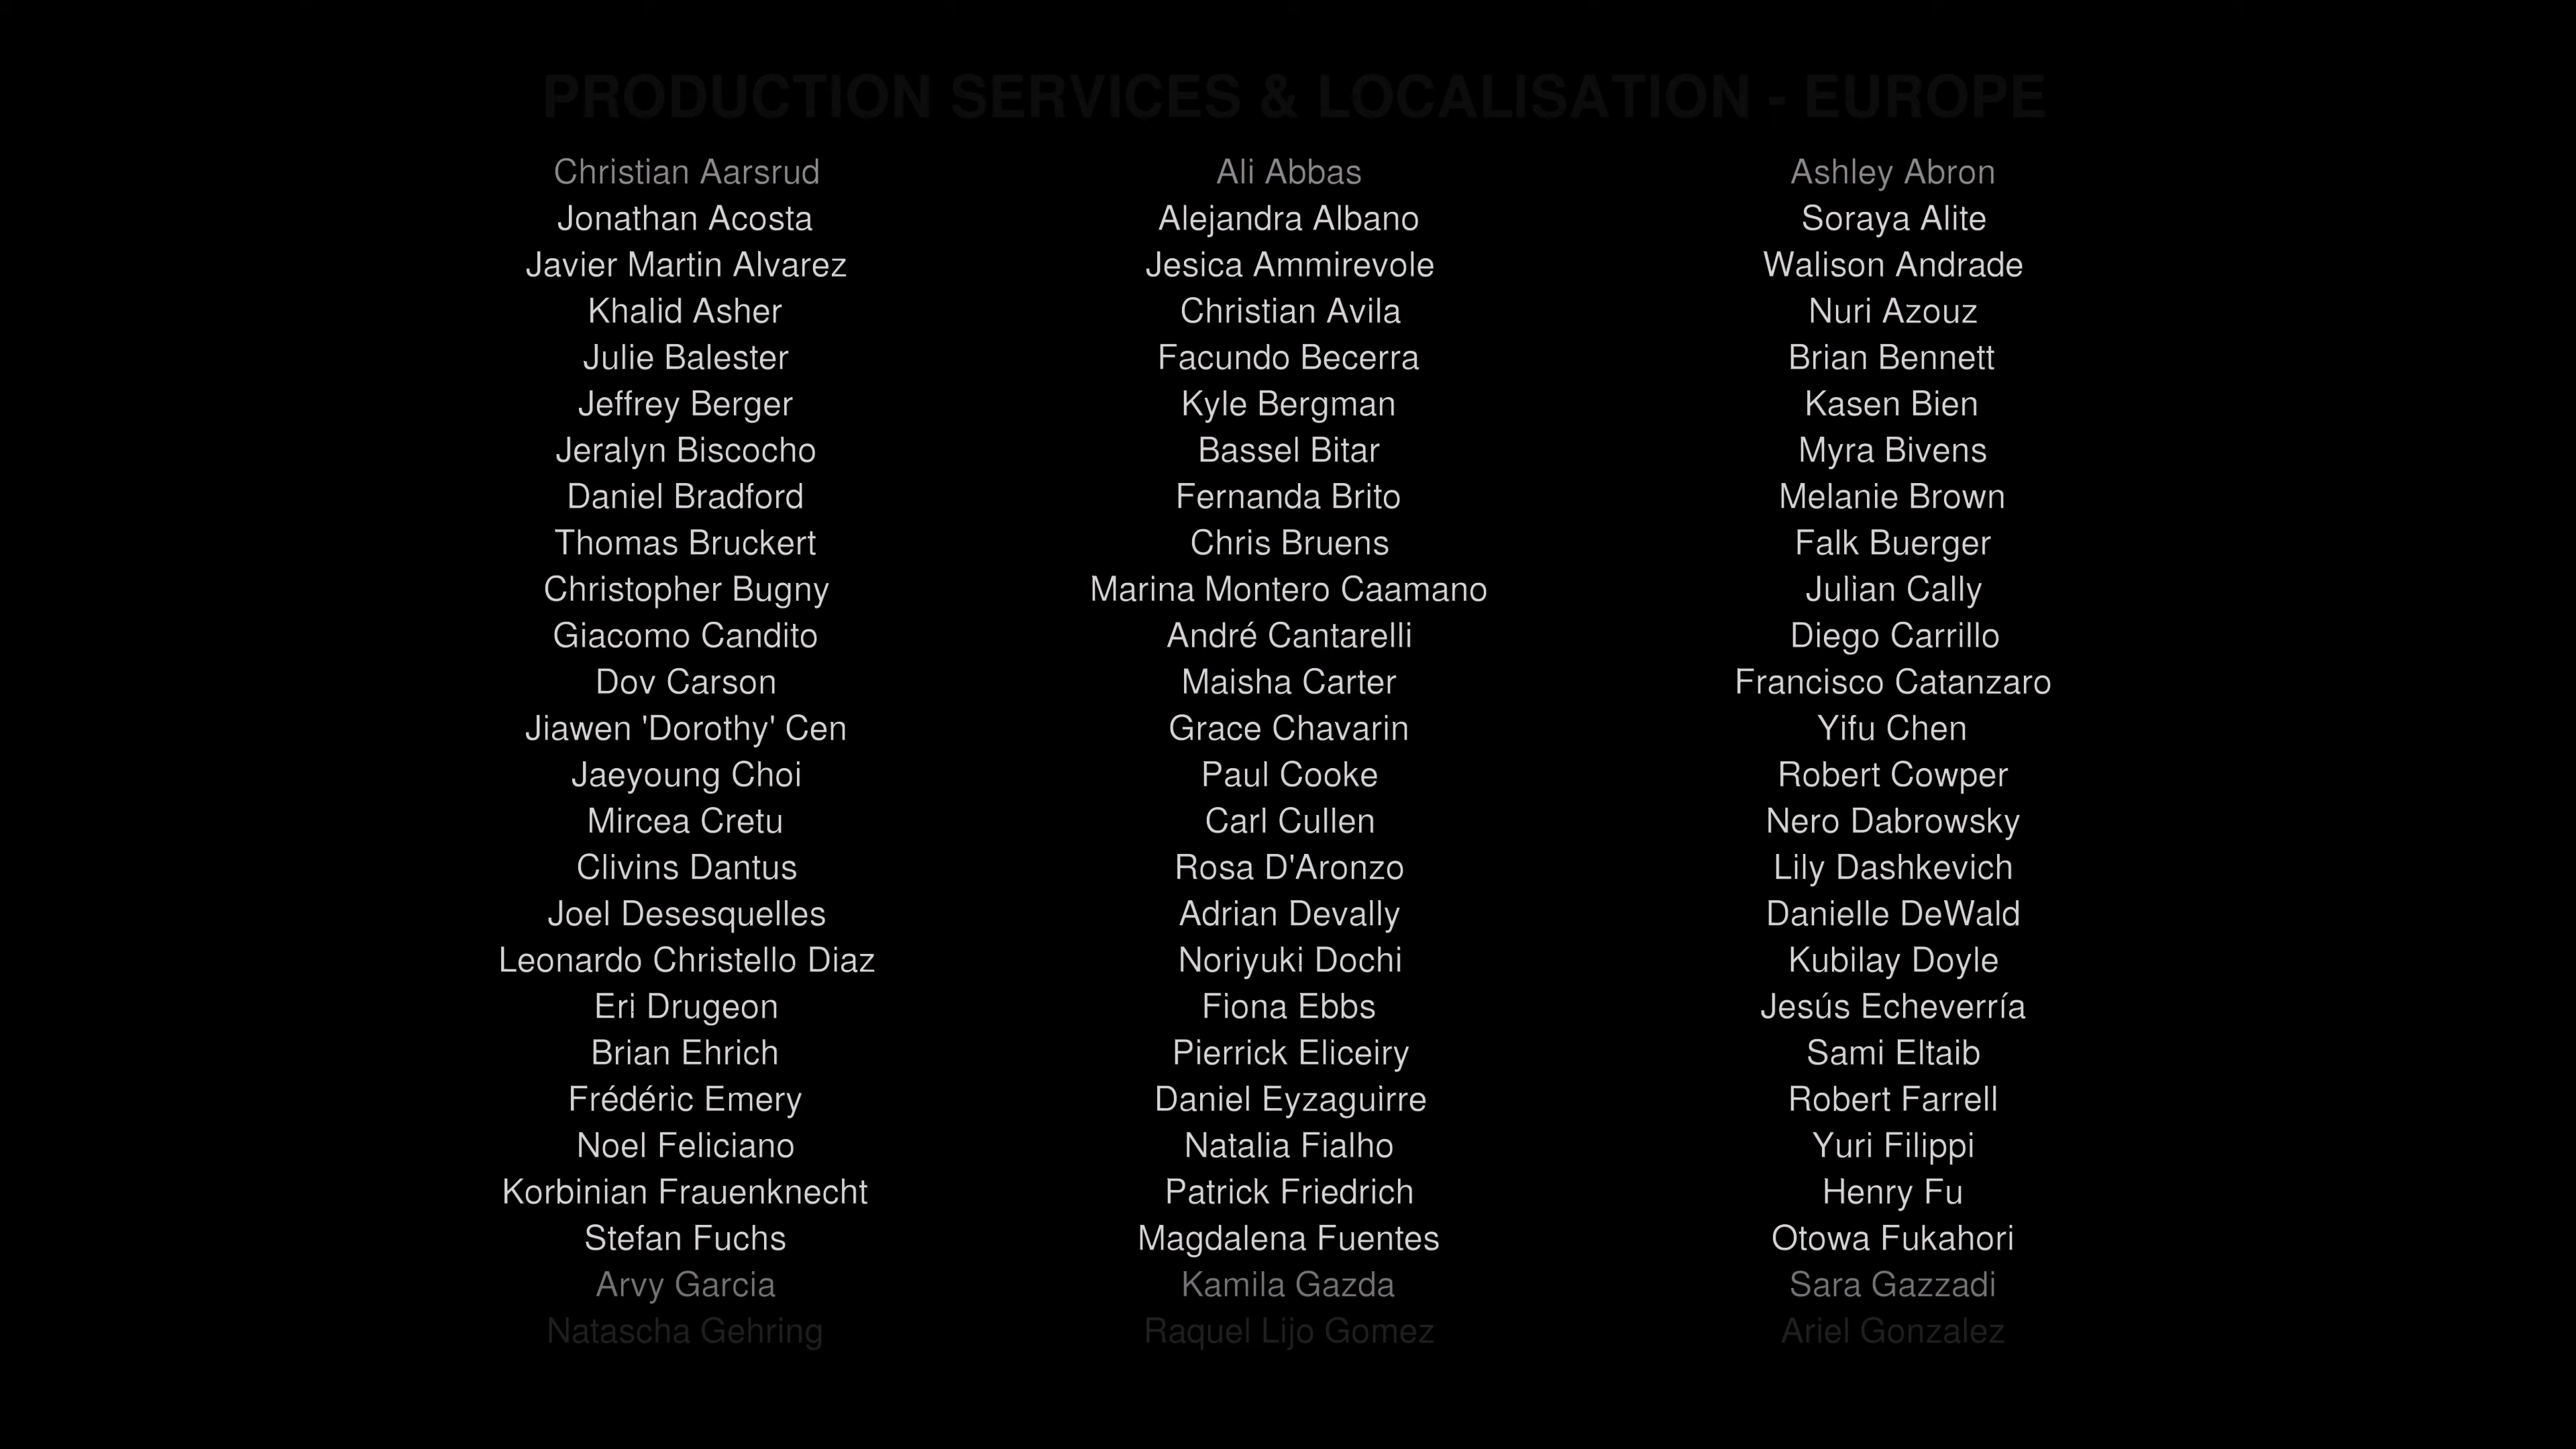 PRODUCTION SERVICES & LOCALISATION - EUROPE
Christian Aarsrud Ali Abbas Ashley Abron
Jonathan Acosta Alejandra Albano Soraya Alite
Javier Martin Alvarez Jesica Ammirevole Walison Andrade
Khalid Asher Christian Avila Nuri Azouz
Julie Balester Facundo Becerra Brian Bennett
Jeffrey Berger Kyle Bergman Kasen Bien
Jeralyn Biscocho Bassel Bitar Myra Bivens
Daniel Bradford Fernanda Brito Melanie Brown
Thomas Bruckert Chris Bruens Falk Buerger
Christopher Bugny Marina Montero Caamano Julian Cally
Giacomo Candito André Cantarelli Diego Carrillo
Dov Carson Maisha Carter Francisco Catanzaro
Jiawen 'Dorothy' Cen Grace Chavarin Yifu Chen
Jaeyoung Choi Paul Cooke Robert Cowper
Mircea Cretu Carl Cullen Nero Dabrowsky
Clivins Dantus Rosa D'Aronzo Lily Dashkevich
Joel Desesquelles Adrian Devally Danielle DeWald
Leonardo Christello Diaz Noriyuki Dochi Kubilay Doyle
Eri Drugeon Fiona Ebbs Jesús Echeverría
Brian Ehrich Pierrick Eliceiry Sami Eltaib
Frédéric Emery Daniel Eyzaguirre Robert Farrell
Noel Feliciano Natalia Fialho Yuri Filippi
Korbinian Frauenknecht Patrick Friedrich Henry Fu
Stefan Fuchs Magdalena Fuentes Otowa Fukahori
Arvy Garcia Kamila Gazda Sara Gazzadi
Natascha Gehring Raquel Lijo Gomez Ariel Gonzalez